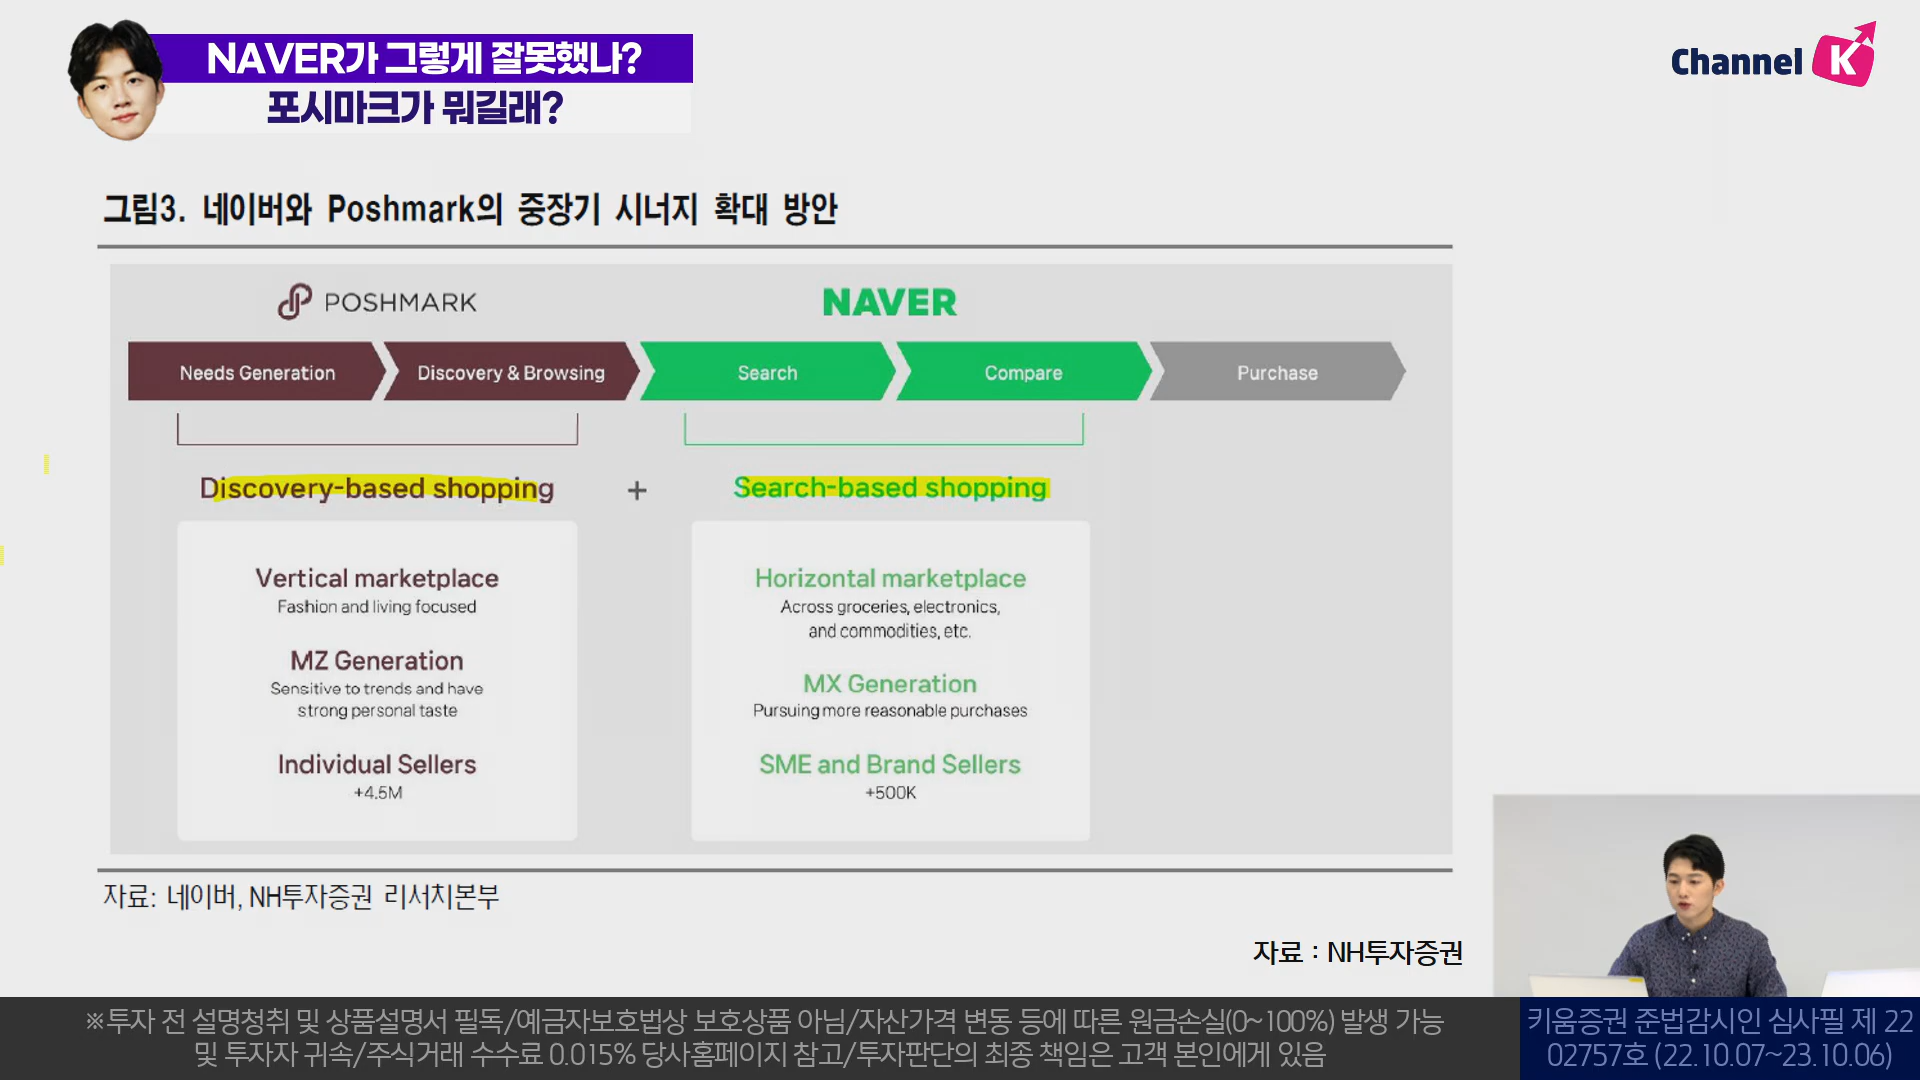 NAVER가 그렇게 잘못했나?
포시마크가 뭐길래?
Channel K
그림3. 네이버와 Poshmark의 중장기 시너지 확대 방안
POSHMARK
NAVER
Needs Generation
Discovery & Browsing
Search
Compare
Purchase
Discovery-based shopping
+
Search-based shopping
Vertical marketplace
Fashion and living focused
MZ Generation
Sensitive to trends and have
strong personal taste
Individual Sellers
+4.5M
Horizontal marketplace
Across groceries, electronics,
and commodities, etc.
MX Generation
Pursuing more reasonable purchases
SME and Brand Sellers
+500K
자료: 네이버, NH투자증권 리서치본부
자료 : NH투자증권
※투자 전 설명청취 및 상품설명서 필독/예금자보호법상 보호상품 아님/자산가격 변동 등에 따른 원금손실(0~100%) 발생 가능
및 투자자 귀속/주식거래 수수료 0.015% 당사홈페이지 참고/투자판단의 최종 책임은 고객 본인에게 있음
키움증권 준법감시인 심사필 제 22
02757호 (22.10.07~23.10.06)